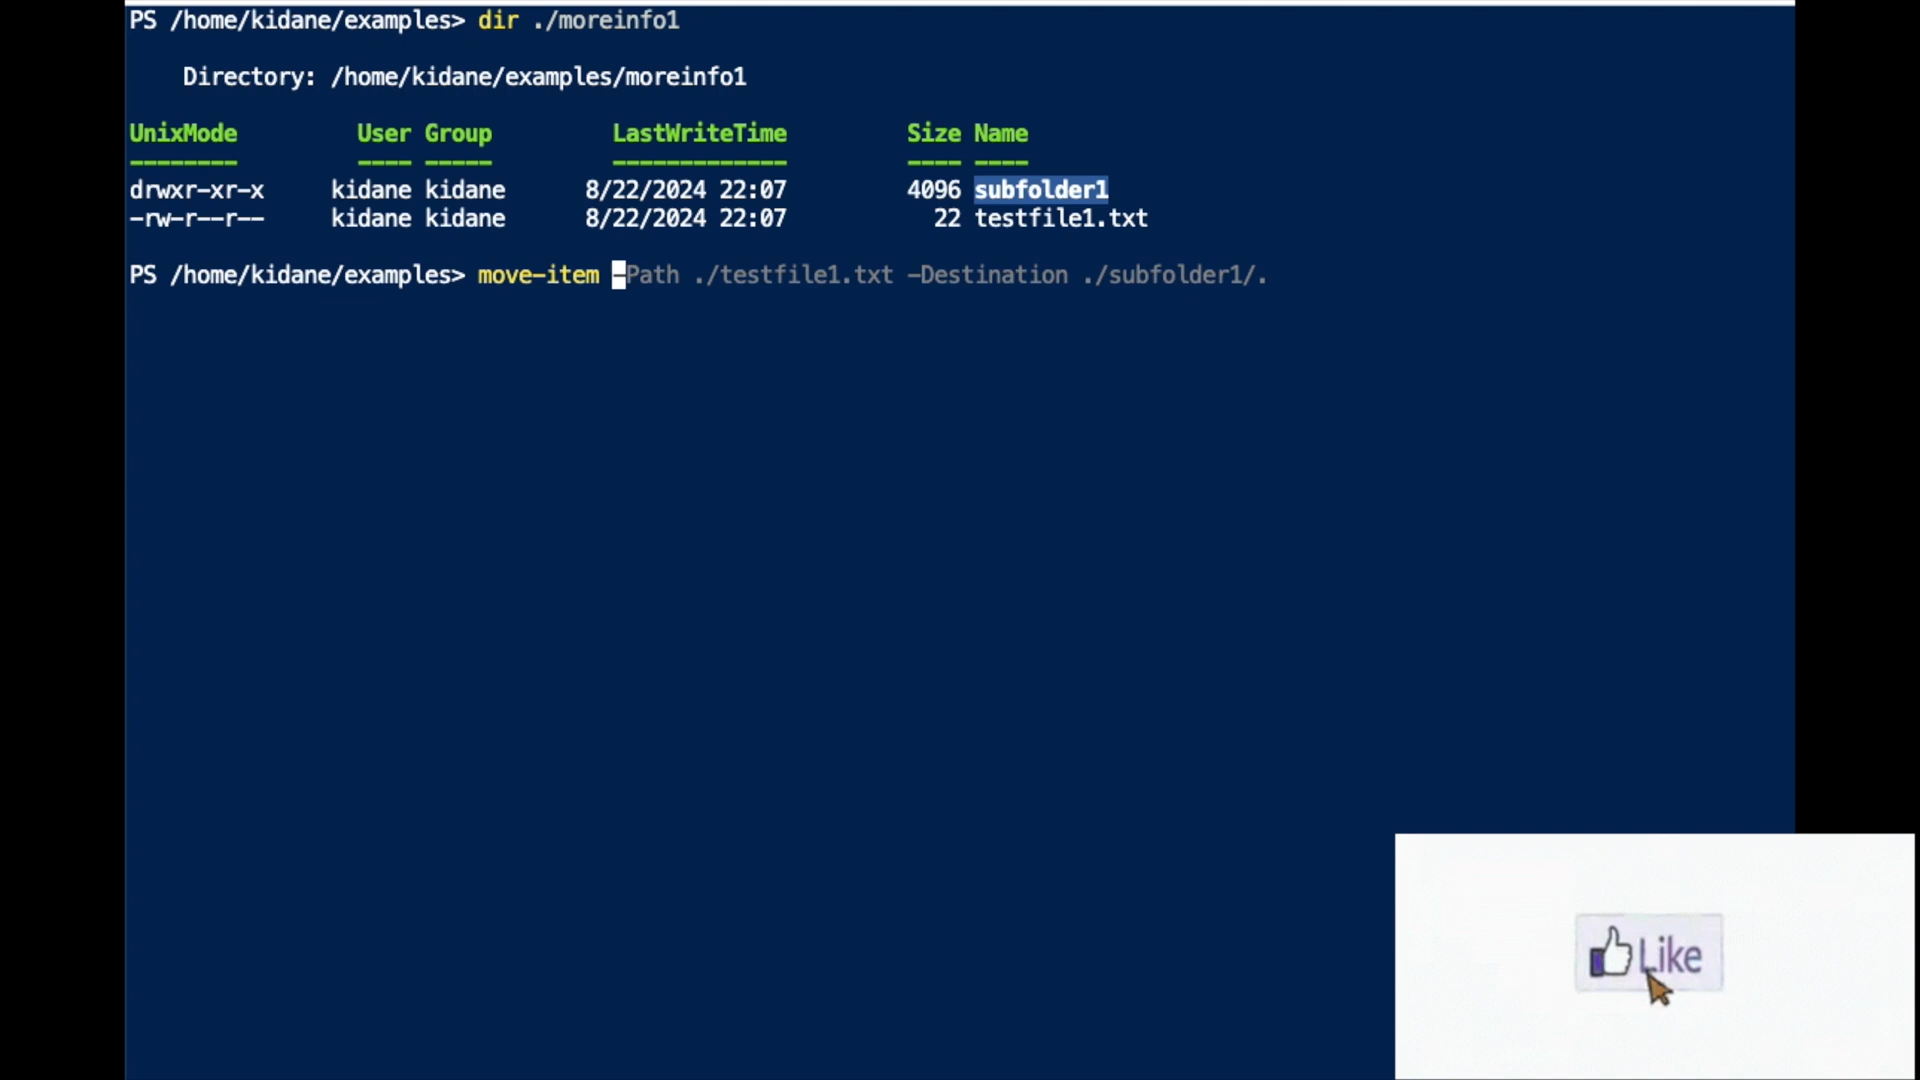 PS /home/kidane/examples> dir ./moreinfo1
Directory: /home/kidane/examples/moreinfo1
UnixMode User Group LastWriteTime Size Name
-------- ---- ----- ------------- ---- ----
drwxr-xr-x kidane kidane 8/22/2024 22:07 4096 subfolder1
-rw-r--r-- kidane kidane 8/22/2024 22:07 22 testfile1.txt
PS /home/kidane/examples> move-item -Path ./testfile1.txt -Destination ./subfolder1/.
Like